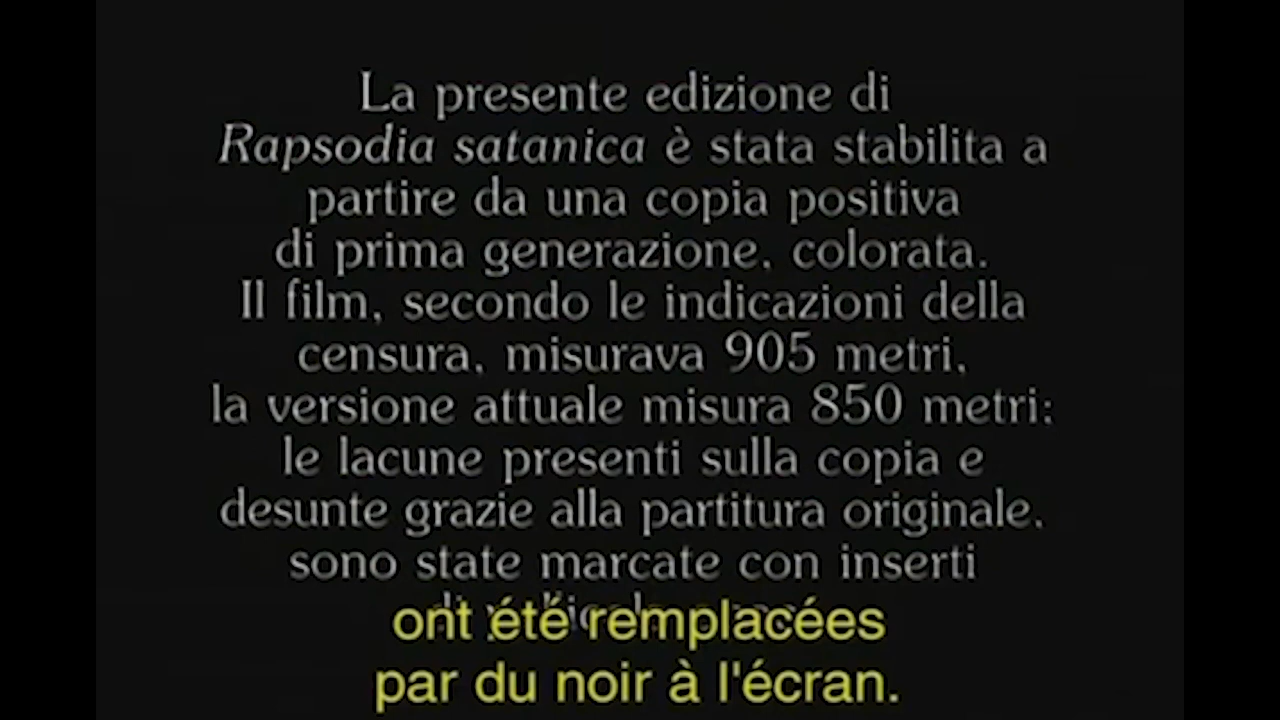 La presente edizione di
Rapsodia satanica è stata stabilita a
partire da una copia positiva
di prima generazione, colorata.
Il film, secondo le indicazioni della
censura, misurava 905 metri,
la versione attuale misura 850 metri:
le lacune presenti sulla copia e
desunte grazie alla partitura originale,
sono state marcate con inserti
ont été remplacées
par du noir à l'écran.